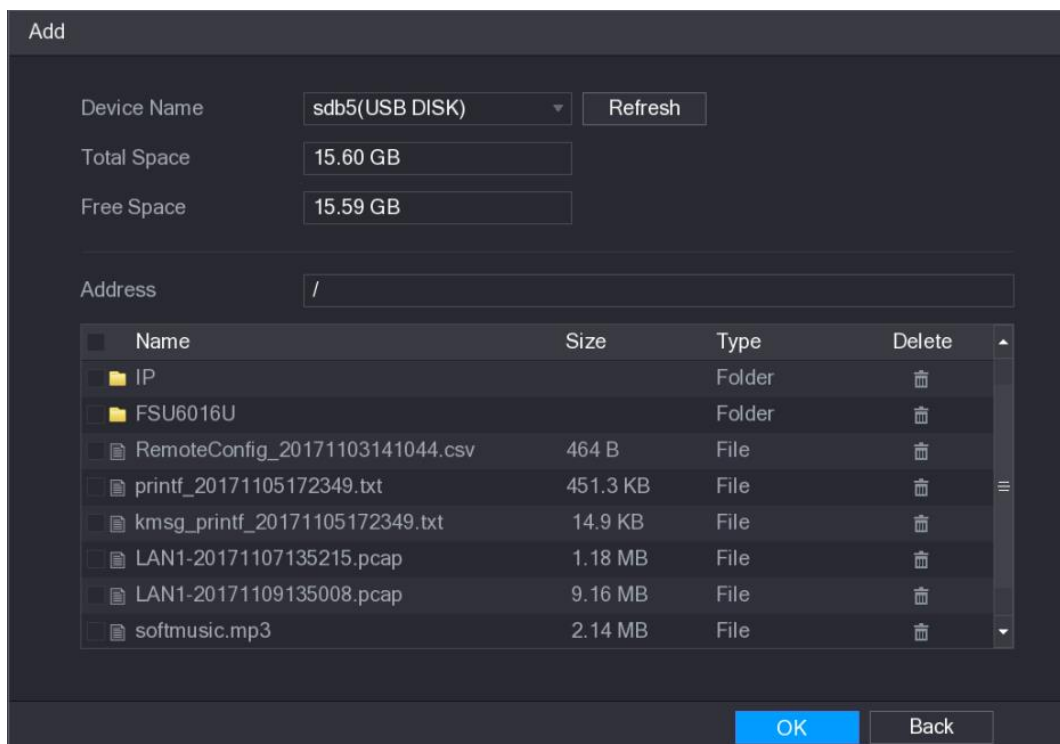 Add
Device Name sdb5(USB DISK) Refresh
Total Space 15.60 GB
Free Space 15.59 GB
Address /
Name Size Type Delete
IP Folder
FSU6016U Folder
RemoteConfig_20171103141044.csv 464 B File
printf_20171105172349.txt 451.3 KB File
kmsg_printf_20171105172349.txt 14.9 KB File
LAN1-20171107135215.pcap 1.18 MB File
LAN1-20171109135008.pcap 9.16 MB File
softmusic.mp3 2.14 MB File
OK Back